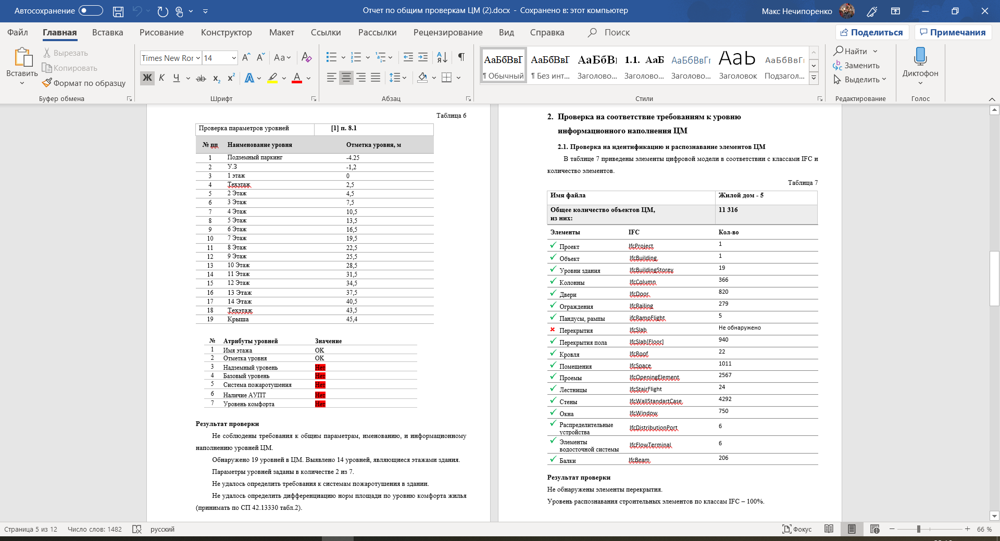 Автосохранение
Отчет по общим проверкам ЦМ (2).docx - Сохранено в: этот компьютер
Макс Нечипоренко
Файл Главная Вставка Рисование Конструктор Макет Ссылки Рассылки Рецензирование Вид Справка Поиск
Поделиться Примечания
Вставить
Вырезать
Копировать
Формат по образцу
Буфер обмена
Times New Ror 14
Ж К Ч ab x₂ x² A A
Шрифт
Абзац
АаБбВвГ АаБбВвГ АаБбВı 1.1. АаБ АаБбВвГг АаЬ АаБбВвГı
¶ Обычный ¶ Без инт... Заголово... Заголово... Заголово... Заголовок Подзагол...
Стили
Найти
Заменить
Выделить
Редактирование
Диктофон
Голос
Таблица 6
Проверка параметров уровней [1] п. 8.1
№ пп Наименование уровня Отметка уровня, м
1 Подземный паркинг -4.25
2 У.З -1,2
3 1 этаж 0
4 Техэтаж 2,5
5 2 Этаж 4,5
6 3 Этаж 7,5
7 4 Этаж 10,5
8 5 Этаж 13,5
9 6 Этаж 16,5
10 7 Этаж 19,5
11 8 Этаж 22,5
12 9 Этаж 25,5
13 10 Этаж 28,5
14 11 Этаж 31,5
15 12 Этаж 34,5
16 13 Этаж 37,5
17 14 Этаж 40,5
18 Техэтаж 43,5
19 Крыша 45,4
№ Атрибуты уровней Значение
1 Имя этажа OK
2 Отметка уровня OK
3 Надземный уровень Нет
4 Базовый уровень Нет
5 Система пожаротушения Нет
6 Наличие АУПТ Нет
7 Уровень комфорта Нет
Результат проверки
Не соблюдены требования к общим параметрам, именованию, и информационному
наполнению уровней ЦМ.
Обнаружено 19 уровней в ЦМ. Выявлено 14 уровней, являющиеся этажами здания.
Параметры уровней заданы в количестве 2 из 7.
Не удалось определить требования к системам пожаротушения в здании.
Не удалось определить дифференциацию норм площади по уровню комфорта жилья
(принимать по СП 42.13330 табл.2).
2. Проверка на соответствие требованиям к уровню
информационного наполнения ЦМ
2.1. Проверка на идентификацию и распознавание элементов ЦМ
В таблице 7 приведены элементы цифровой модели в соответствии с классами IFC и
количество элементов.
Таблица 7
Имя файла Жилой дом - 5
Общее количество объектов ЦМ, 11 316
из них:
Элементы IFC Кол-во
Проект IfcProject 1
Объект IfcBuilding 1
Уровни здания IfcBuildingStorey 19
Колонны IfcColumn 366
Двери IfcDoor 820
Ограждения IfcRailing 279
Пандусы, рампы ifcRampFlight 5
Перекрытия IfcSlab Не обнаружено
Перекрытия пола IfcSlab[Floor] 940
Кровля IfcRoof 22
Помещения IfcSpace 1011
Проемы IfcOpeningElement 2567
Лестницы IfcStairFlight 24
Стены IfcWallStandartCase 4292
Окна IfcWindow 750
Распределительные
устройства IfcDistributionPort 6
Элементы
водосточной системы IfcFlowTerminal 6
Балки IfcBeam 206
Результат проверки
Не обнаружены элементы перекрытия.
Уровень распознавания строительных элементов по классам IFC – 100%.
Страница 5 из 12 Число слов: 1482 русский
Фокус 66 %